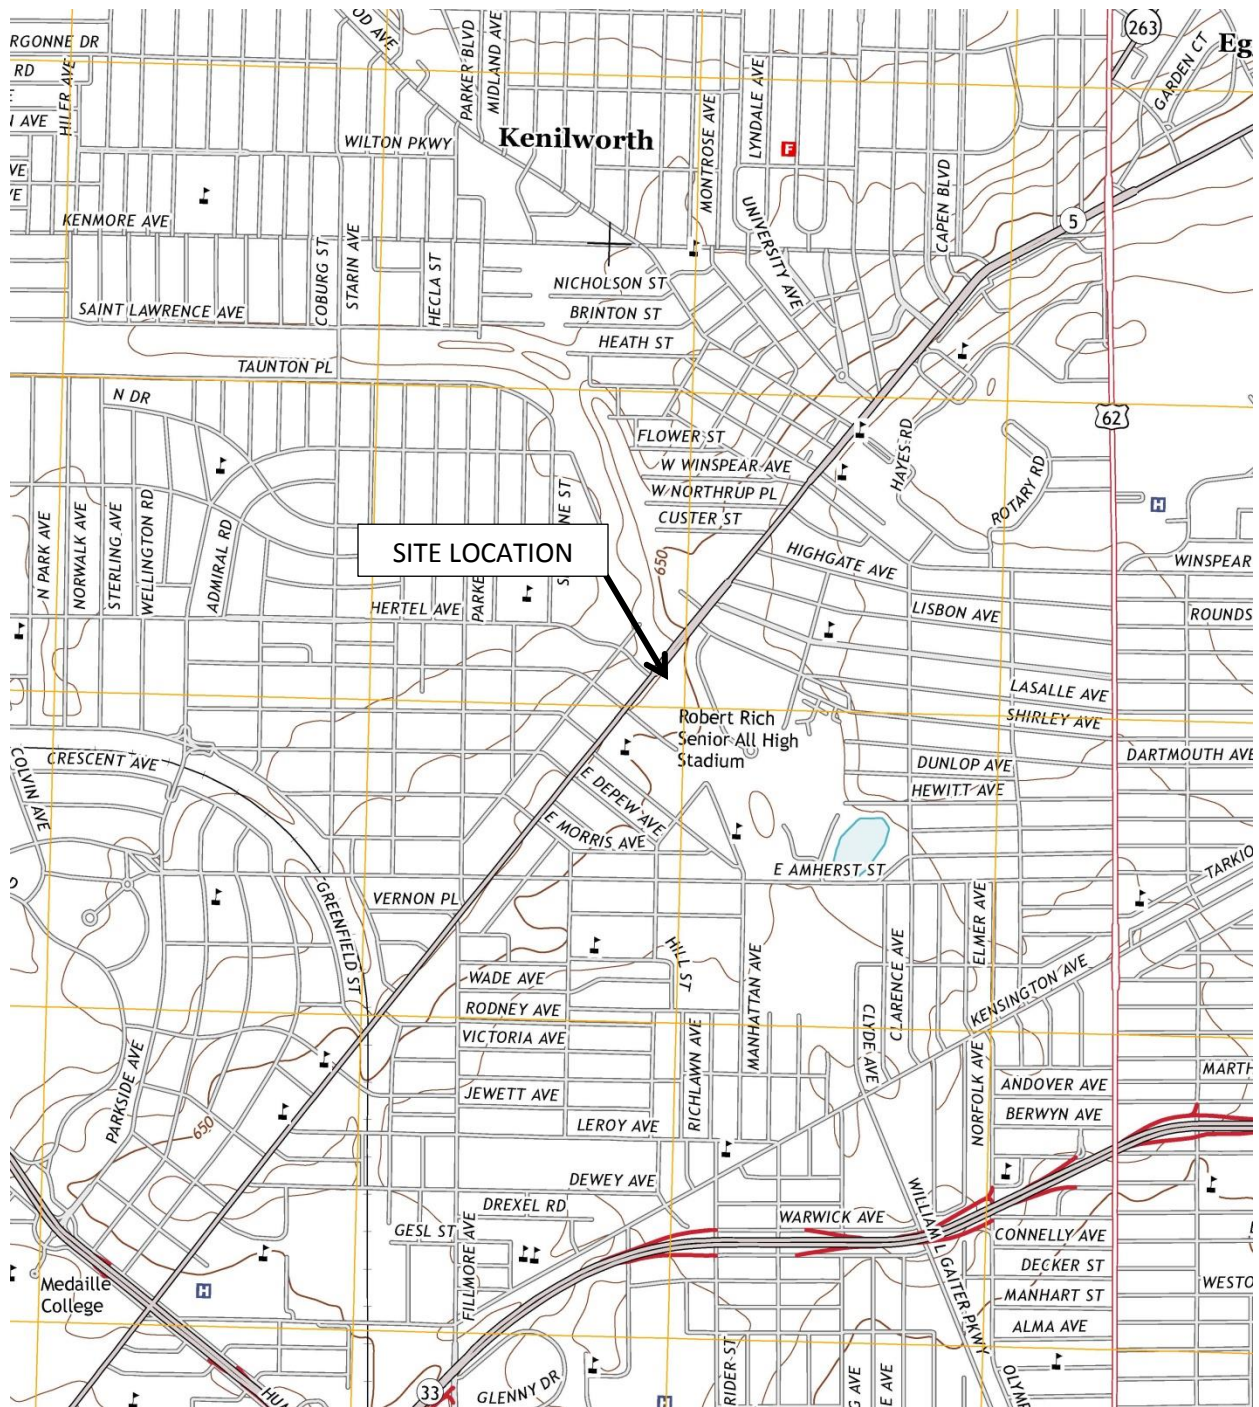 RGONNE DR
OD AVE
PARKER BLVD
MIDLAND AVE
263
Eg
RD
GARDEN CT
HILER AVE
N AVE
WILTON PKWY
Kenilworth
MONTROSE AVE
LYNDALE AVE
F
CAPEN BLVD
VE
VE
KENMORE AVE
COBURG ST
STARIN AVE
HECLA ST
UNIVERSITY AVE
5
NICHOLSON ST
SAINT LAWRENCE AVE
BRINTON ST
HEATH ST
TAUNTON PL
N DR
62
FLOWER ST
W WINSPEAR AVE
HAYES RD
W NORTHRUP PL
ROTARY RD
H
CUSTER ST
N PARK AVE
NORWALK AVE
STERLING AVE
WELLINGTON RD
ADMIRAL RD
SITE LOCATION
650
HIGHGATE AVE
WINSPEAR
HERTEL AVE
PARKE
LISBON AVE
ROUNDS
LASALLE AVE
SHIRLEY AVE
Robert Rich
Senior All High
Stadium
CRESCENT AVE
COLVIN AVE
DUNLOP AVE
DARTMOUTH AVE
E DEPEW AVE
HEWITT AVE
E MORRIS AVE
E AMHERST ST
TARKIO
VERNON PL
GREENFIELD ST
HILL ST
MANHATTAN AVE
CLARENCE AVE
ELMER AVE
WADE AVE
KENSINGTON AVE
RODNEY AVE
VICTORIA AVE
RICHLAWN AVE
CLYDE AVE
PARKSIDE AVE
NORFOLK AVE
MARTH
JEWETT AVE
ANDOVER AVE
650
LEROY AVE
BERWYN AVE
DEWEY AVE
DREXEL RD
WARWICK AVE
WILLIAM L GAITER PKWY
GESL ST
FILLMORE AVE
CONNELLY AVE
DECKER ST
Medaille
College
H
MANHART ST
WESTO
ALMA AVE
33
GLENNY DR
RIDER ST
G AVE
E AVE
HUM
H
OLYMP